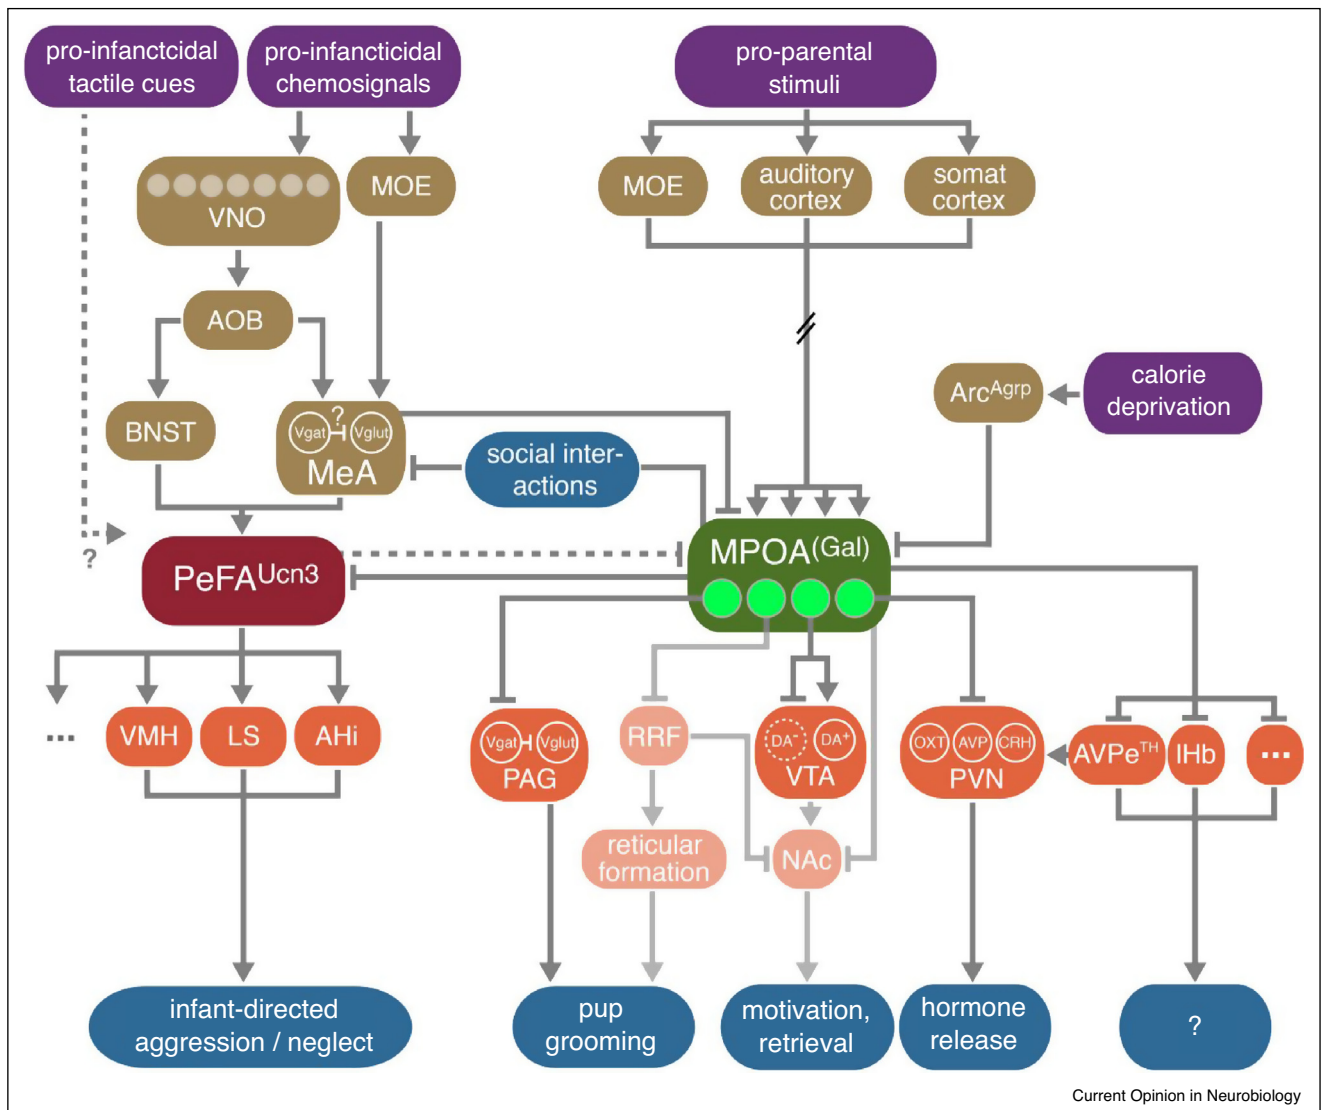 pro-infanctcidal
tactile cues
pro-infancticidal
chemosignals
pro-parental
stimuli
VNO
MOE
MOE
auditory
cortex
somat
cortex
AOB
BNST
?
Vgat
Vglut
MeA
social inter-
actions
ArcAgrp
calorie
deprivation
?
PeFAUcn3
MPOA(Gal)
...
VMH
LS
AHi
Vgat
Vglut
PAG
RRF
DA-
DA+
VTA
OXT
AVP
CRH
PVN
AVPeTH
lHb
...
reticular
formation
NAc
infant-directed
aggression / neglect
pup
grooming
motivation,
retrieval
hormone
release
?
Current Opinion in Neurobiology